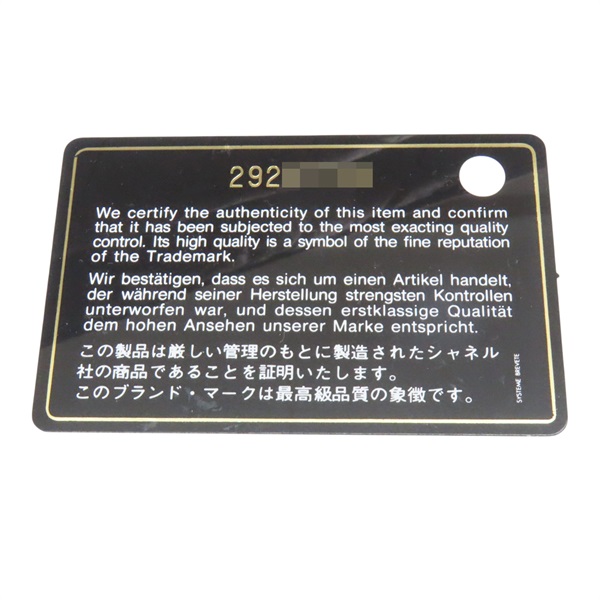 292
We certify the authenticity of this item and confirm
that it has been subjected to the most exacting quality
control. Its high quality is a symbol of the fine reputation
of the Trademark.
Wir bestätigen, dass es sich um einen Artikel handelt,
der während seiner Herstellung strengsten Kontrollen
unterworfen war, und dessen erstklassige Qualität
dem hohen Ansehen unserer Marke entspricht.
この製品は厳しい管理のもとに製造されたシャネル
社の商品であることを証明いたします。
このブランド・マークは最高級品質の象徴です。
SYSTEME BREVETE